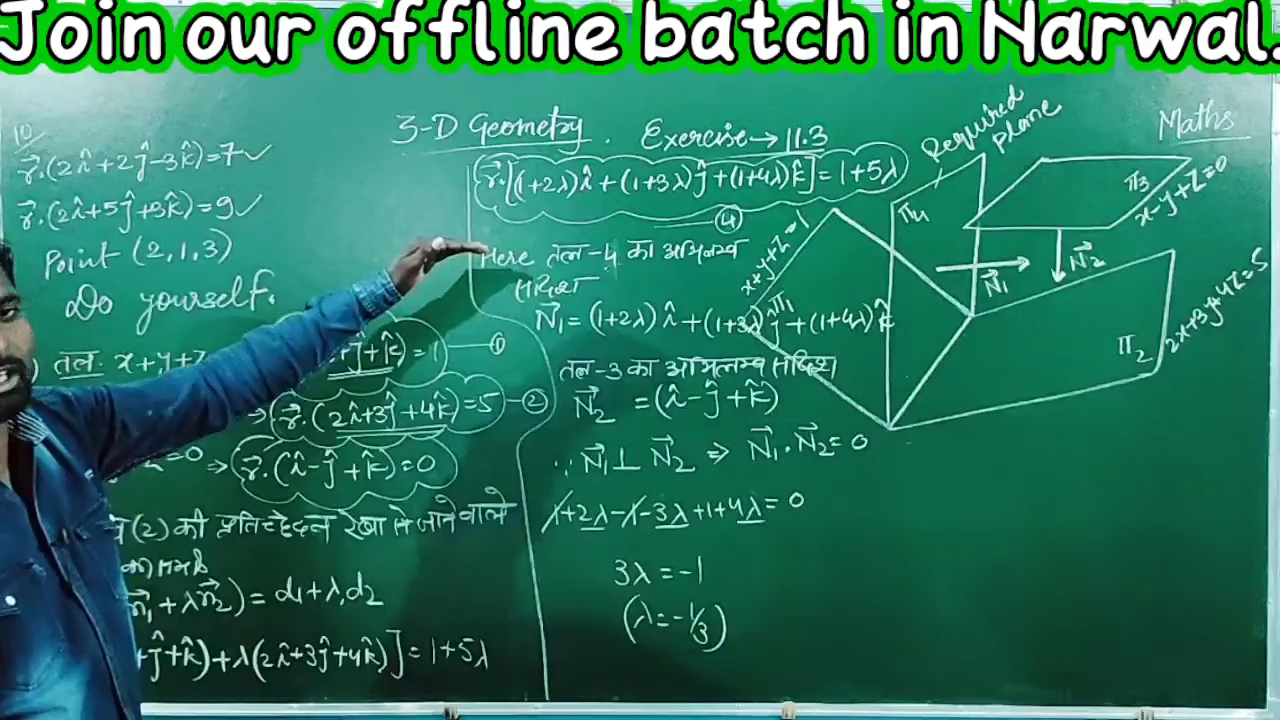 Join our offline batch in Narwal.
3-D Geometry. Exercise→11.3
Maths
10
r⃗.(2î+2ĵ-3k̂)=7✓
r⃗.(2î+5ĵ+3k̂)=9✓
Point (2,1,3)
Do yourself.
तल: x+y+z
+ĵ+k̂)=1 —①
⇒(r⃗.(2î+3ĵ+4k̂)=5 —②
=0 ⇒(r⃗.(î-ĵ+k̂)=0
(2) की प्रतिच्छेदन रेखा से जाने वाले
n⃗₁+λn⃗₂)=d₁+λ.d₂
+ĵ+k̂)+λ(2î+3ĵ+4k̂)]=1+5λ
r⃗.[(1+2λ)î+(1+3λ)ĵ+(1+4λ)k̂]=1+5λ
—④
Here तल-4 का अभिलम्ब
सदिश
N⃗₁=(1+2λ)î+(1+3λ)ĵ+(1+4λ)k̂
तल-3 का अभिलम्ब सदिश
N⃗₂ =(î-ĵ+k̂)
∵ N⃗₁⊥N⃗₂ ⇒ N⃗₁.N⃗₂=0
1+2λ-1-3λ+1+4λ=0
3λ=-1
(λ=-1/3)
Required
plane
π₄
π₃
x-y+z=0
x+y+z=1
π₁
N⃗₁
N⃗₂
π₂
2x+3y+4z=5